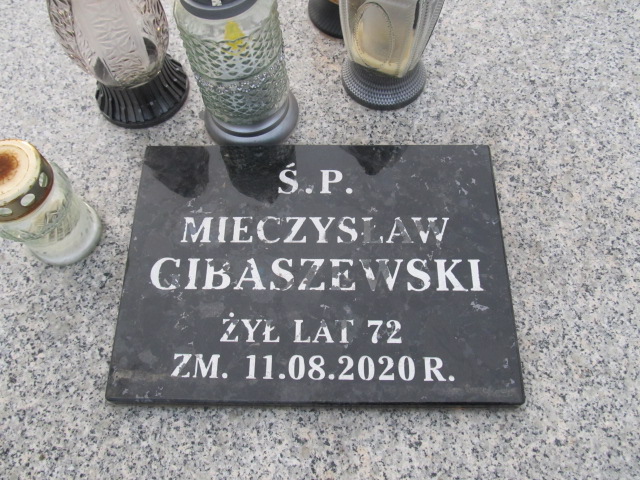 Ś.P.
MIECZYSŁAW
CIBASZEWSKI
ŻYŁ LAT 72
ZM. 11.08.2020 R.